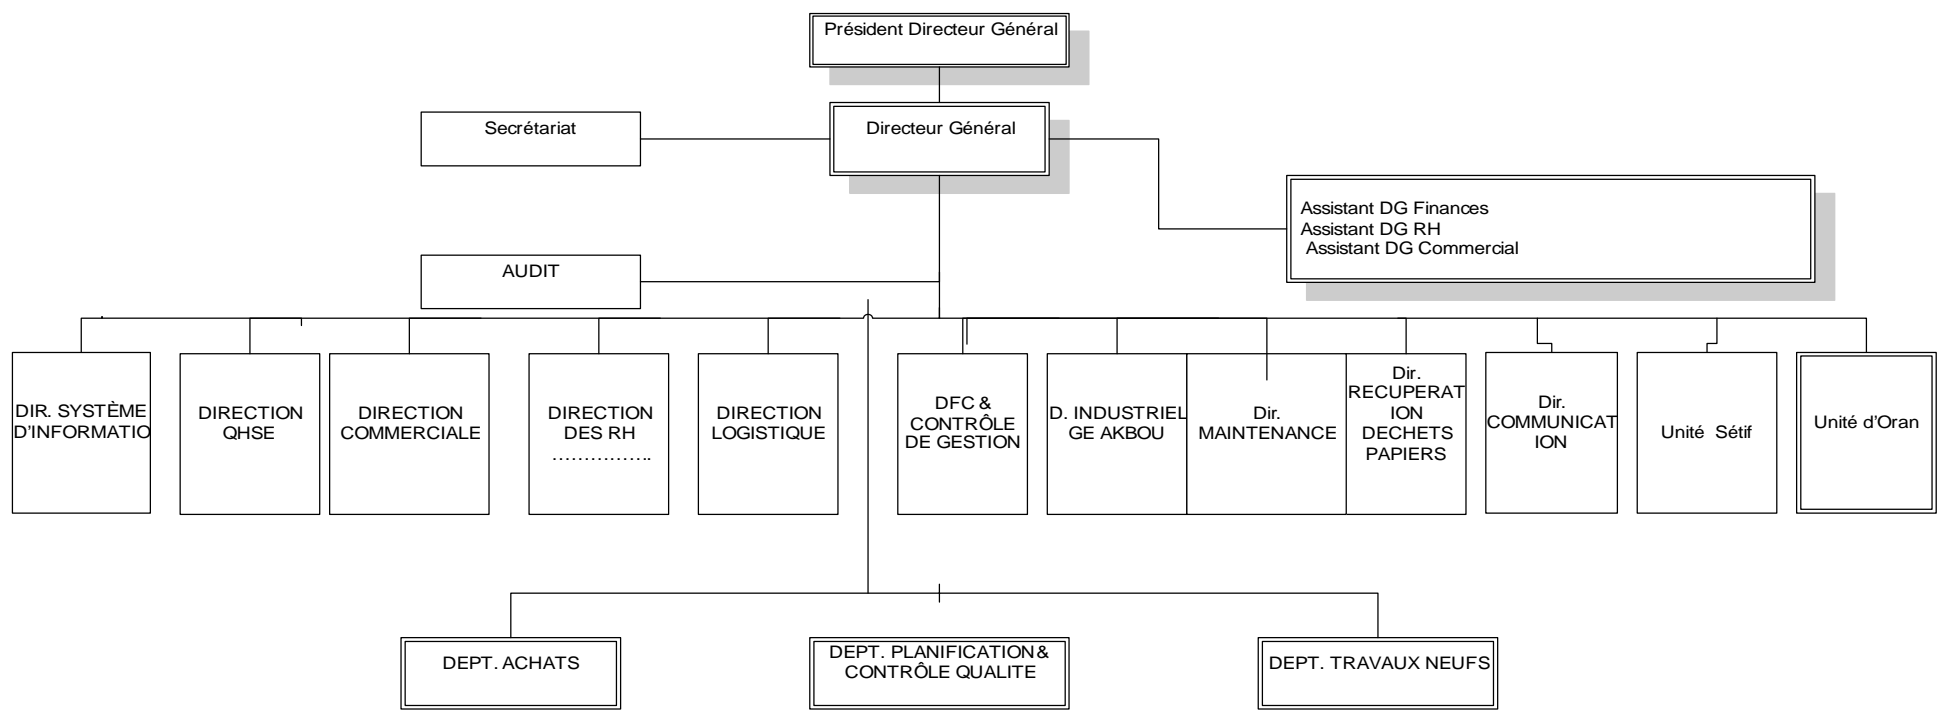 Président Directeur Général
Secrétariat
Directeur Général
Assistant DG Finances
Assistant DG RH
Assistant DG Commercial
AUDIT
DIR. SYSTÈME
D'INFORMATIO
DIRECTION
QHSE
DIRECTION
COMMERCIALE
DIRECTION
DES RH
……………..
DIRECTION
LOGISTIQUE
DFC &
CONTRÔLE
DE GESTION
D. INDUSTRIEL
GE AKBOU
Dir.
MAINTENANCE
Dir.
RECUPERAT
ION
DECHETS
PAPIERS
Dir.
COMMUNICAT
ION
Unité Sétif
Unité d'Oran
DEPT. ACHATS
DEPT. PLANIFICATION &
CONTRÔLE QUALITE
DEPT. TRAVAUX NEUFS